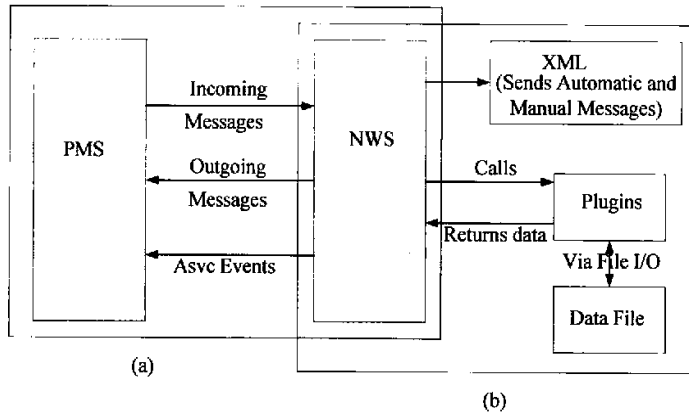 PMS
Incoming
Messages
Outgoing
Messages
Asvc Events
NWS
XML
(Sends Automatic and
Manual Messages)
Calls
Plugins
Returns data
Via File I/O
Data File
(a)
(b)